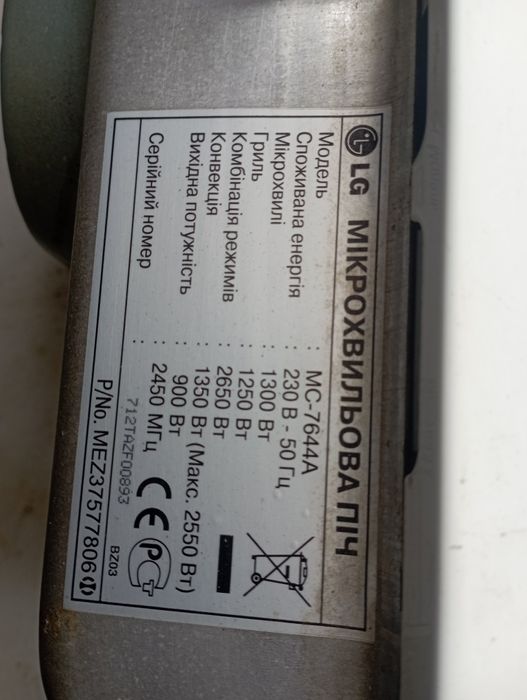 LG МІКРОХВИЛЬОВА ПІЧ
Модель : MC-7644A
Споживана енергія : 230 В - 50 Гц
Мікрохвилі : 1300 Вт
Гриль : 1250 Вт
Комбінація режимів : 2650 Вт
Конвекція : 1350 Вт (Макс. 2550 Вт)
Вихідна потужність : 900 Вт
: 2450 МГц
Серійний номер : 712TAZF00893
CE PCT
BZ03
P/No. MEZ37577806